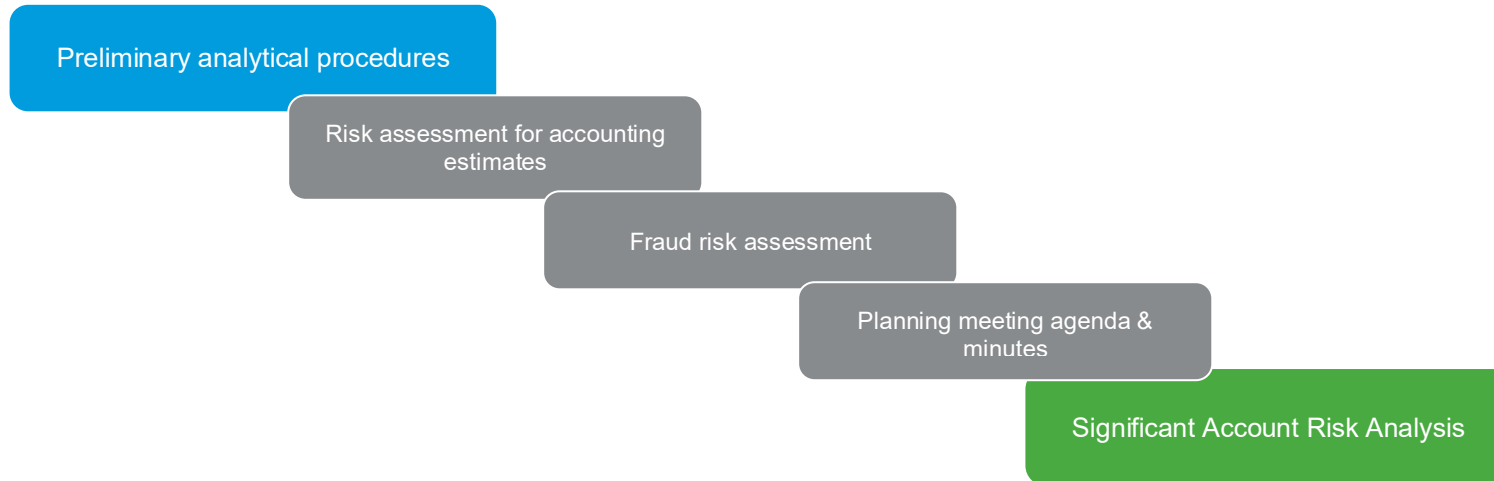 Preliminary analytical procedures
Risk assessment for accounting
estimates
Fraud risk assessment
Planning meeting agenda &
minutes
Significant Account Risk Analysis